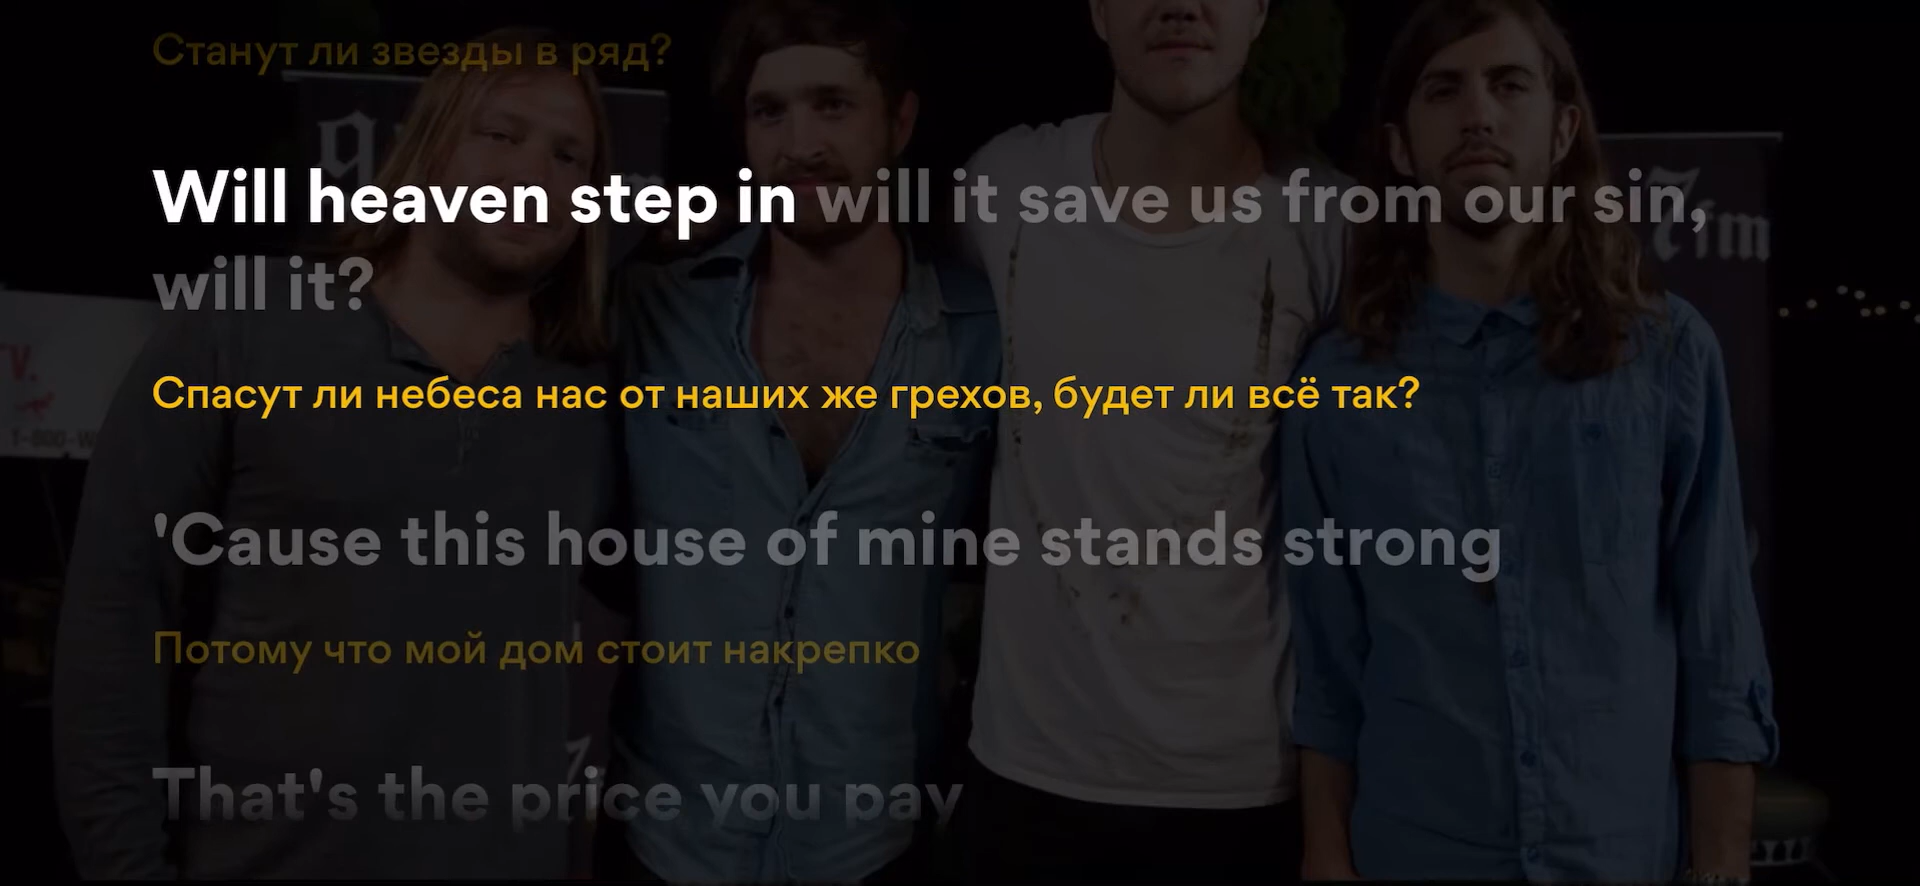 Станут ли звезды в ряд?
Will heaven step in will it save us from our sin,
will it?
Спасут ли небеса нас от наших же грехов, будет ли всё так?
'Cause this house of mine stands strong
Потому что мой дом стоит накрепко
That's the price you pay